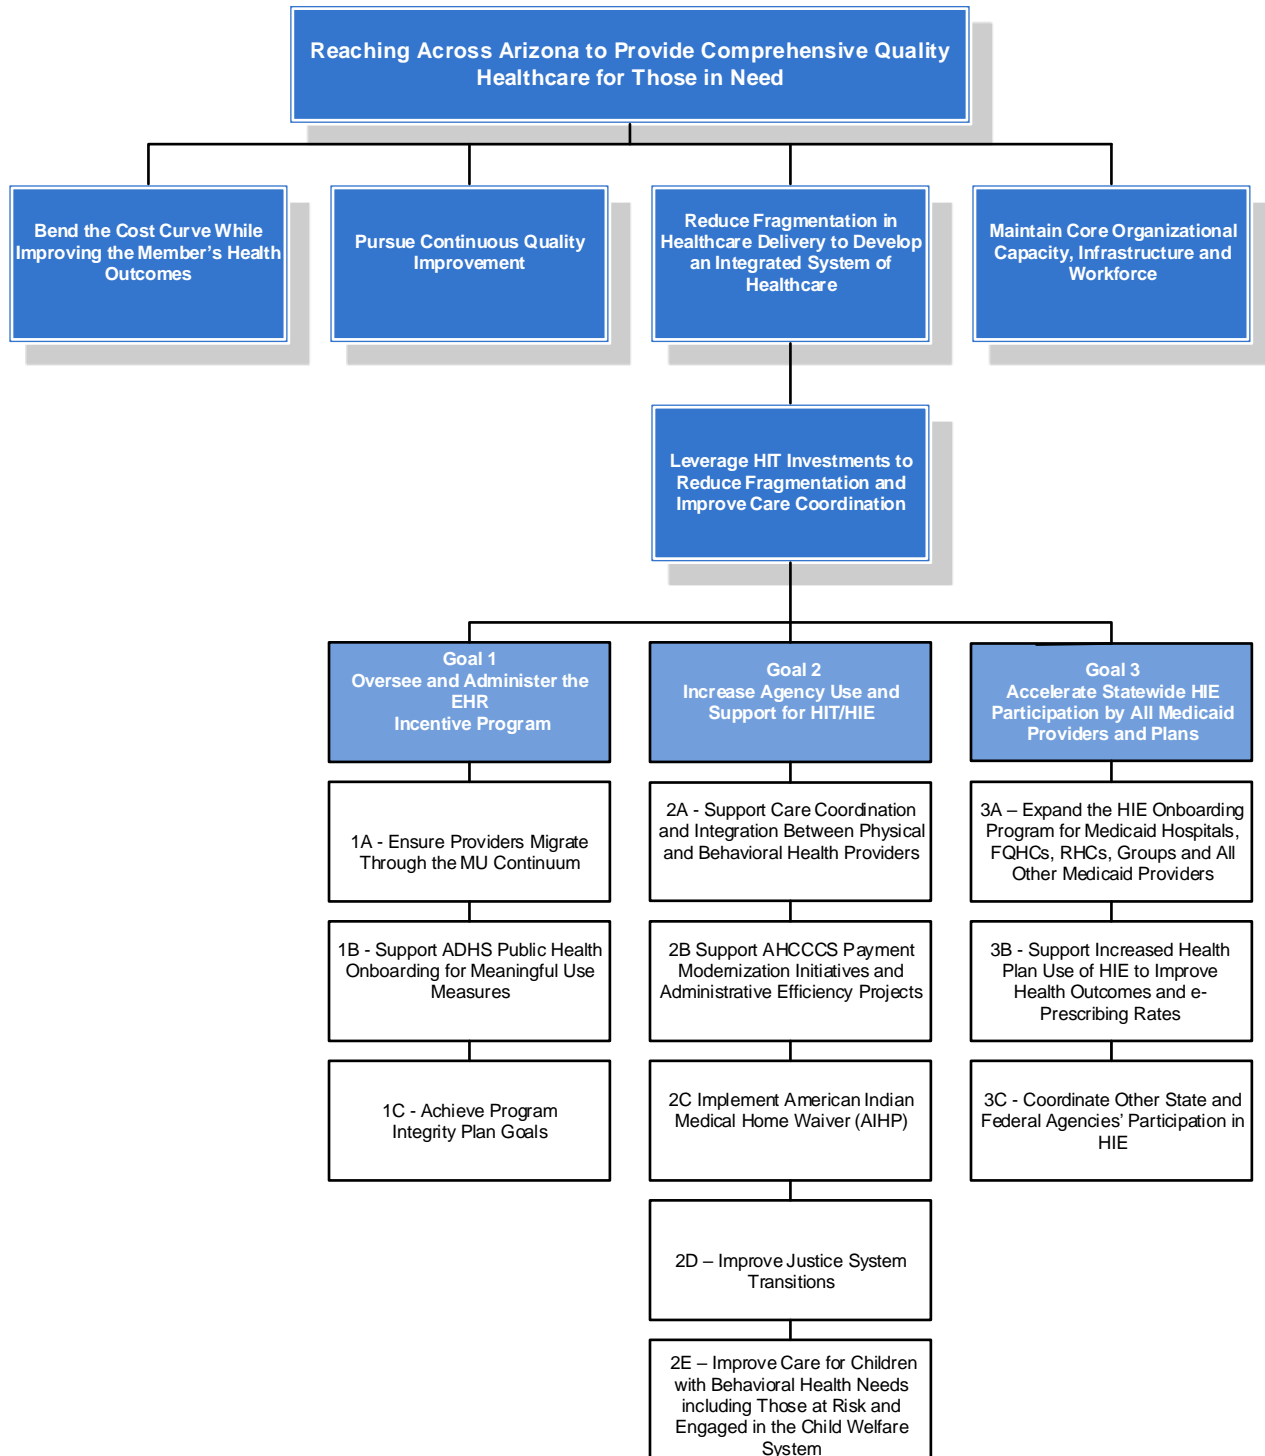 Reaching Across Arizona to Provide Comprehensive Quality
Healthcare for Those in Need
Bend the Cost Curve While
Improving the Member’s Health
Outcomes
Pursue Continuous Quality
Improvement
Reduce Fragmentation in
Healthcare Delivery to Develop
an Integrated System of
Healthcare
Maintain Core Organizational
Capacity, Infrastructure and
Workforce
Leverage HIT Investments to
Reduce Fragmentation and
Improve Care Coordination
Goal 1
Oversee and Administer the
EHR
Incentive Program
Goal 2
Increase Agency Use and
Support for HIT/HIE
Goal 3
Accelerate Statewide HIE
Participation by All Medicaid
Providers and Plans
1A - Ensure Providers Migrate
Through the MU Continuum
2A - Support Care Coordination
and Integration Between Physical
and Behavioral Health Providers
3A – Expand the HIE Onboarding
Program for Medicaid Hospitals,
FQHCs, RHCs, Groups and All
Other Medicaid Providers
1B - Support ADHS Public Health
Onboarding for Meaningful Use
Measures
2B Support AHCCCS Payment
Modernization Initiatives and
Administrative Efficiency Projects
3B - Support Increased Health
Plan Use of HIE to Improve
Health Outcomes and e-
Prescribing Rates
1C - Achieve Program
Integrity Plan Goals
2C Implement American Indian
Medical Home Waiver (AIHP)
3C - Coordinate Other State and
Federal Agencies’ Participation in
HIE
2D – Improve Justice System
Transitions
2E – Improve Care for Children
with Behavioral Health Needs
including Those at Risk and
Engaged in the Child Welfare
System